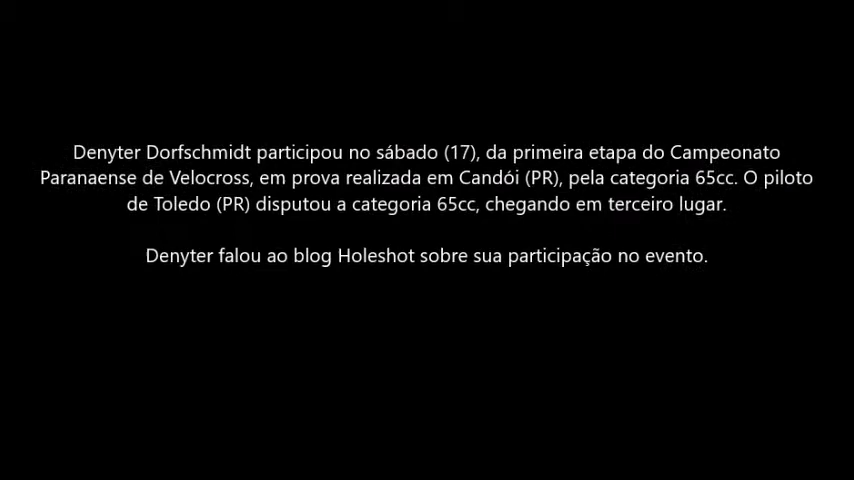 Denyter Dorfschmidt participou no sábado (17), da primeira etapa do Campeonato
Paranaense de Velocross, em prova realizada em Candói (PR), pela categoria 65cc. O piloto
de Toledo (PR) disputou a categoria 65cc, chegando em terceiro lugar.
Denyter falou ao blog Holeshot sobre sua participação no evento.